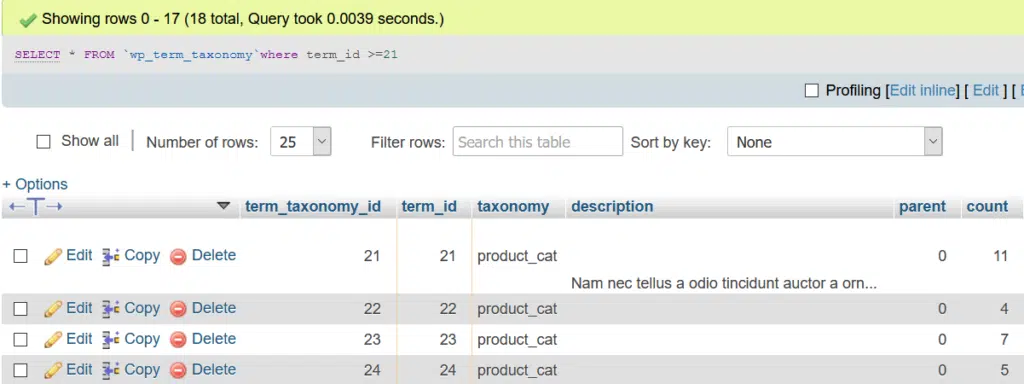 Showing rows 0 - 17 (18 total, Query took 0.0039 seconds.)
SELECT * FROM `wp_term_taxonomy`where term_id >=21
Profiling [Edit inline] [ Edit ] [
Show all Number of rows: 25 Filter rows: Search this table Sort by key: None
+ Options
←T→ term_taxonomy_id term_id taxonomy description parent count
Edit Copy Delete 21 21 product_cat 0 11
Nam nec tellus a odio tincidunt auctor a orn...
Edit Copy Delete 22 22 product_cat 0 4
Edit Copy Delete 23 23 product_cat 0 7
Edit Copy Delete 24 24 product_cat 0 5